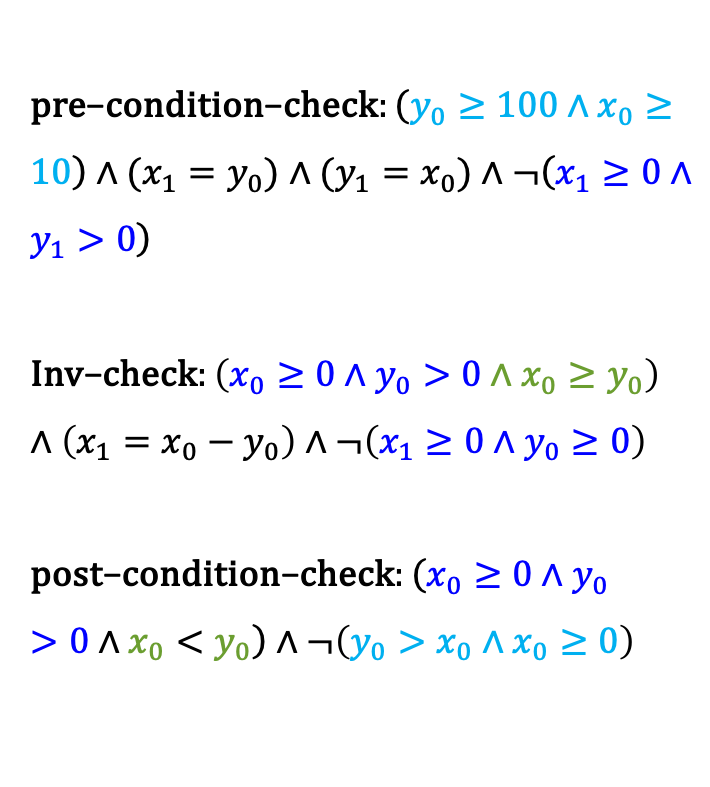 pre–condition–check: (y₀ ≥ 100 ∧ x₀ ≥
10) ∧ (x₁ = y₀) ∧ (y₁ = x₀) ∧ ¬(x₁ ≥ 0 ∧
y₁ > 0)
Inv–check: (x₀ ≥ 0 ∧ y₀ > 0 ∧ x₀ ≥ y₀)
∧ (x₁ = x₀ − y₀) ∧ ¬(x₁ ≥ 0 ∧ y₀ ≥ 0)
post–condition–check: (x₀ ≥ 0 ∧ y₀
> 0 ∧ x₀ < y₀) ∧ ¬(y₀ > x₀ ∧ x₀ ≥ 0)